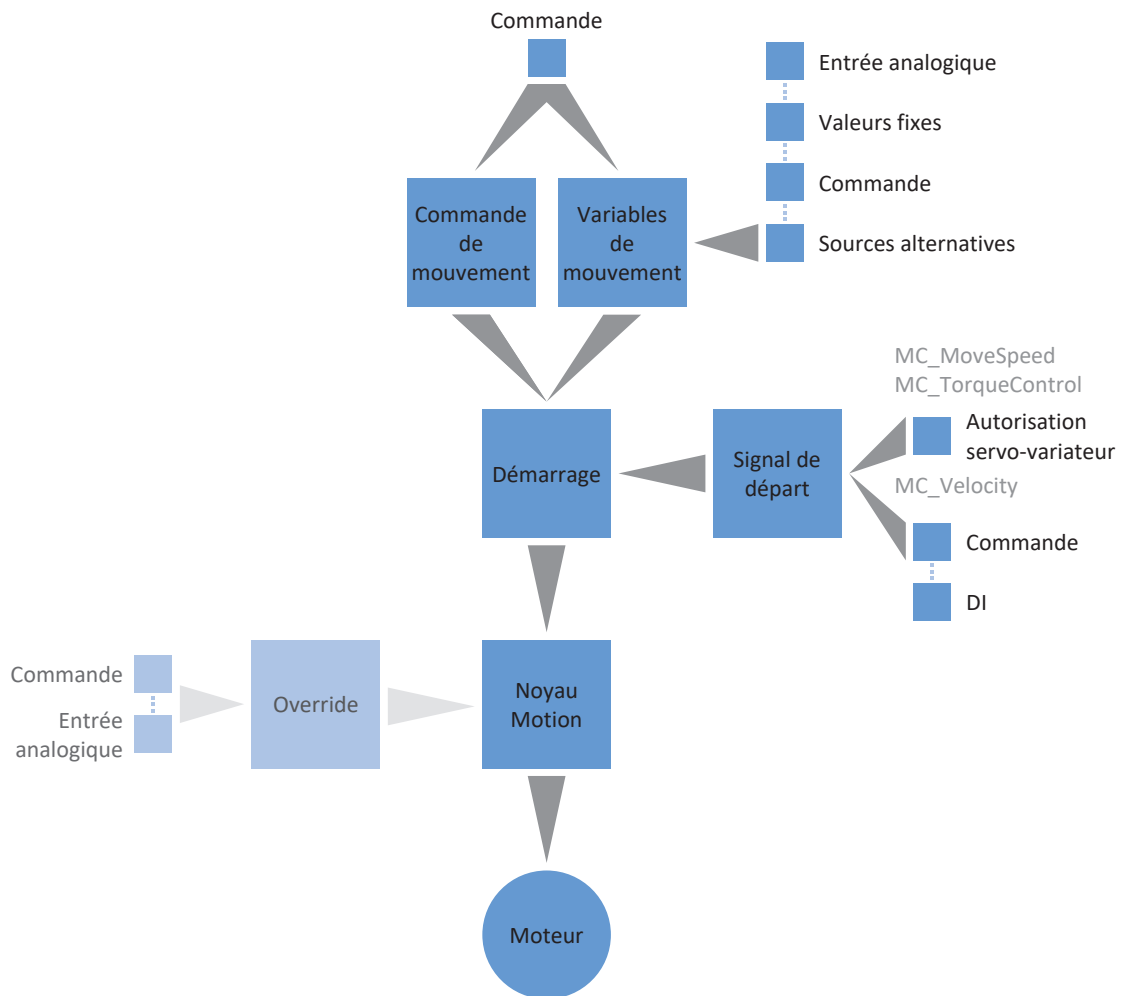 Commande
Entrée analogique
Valeurs fixes
Commande
Sources alternatives
Commande
de
mouvement
Variables
de
mouvement
MC_MoveSpeed
MC_TorqueControl
Autorisation
servo-variateur
MC_Velocity
Commande
DI
Démarrage
Signal de
départ
Commande
Entrée
analogique
Override
Noyau
Motion
Moteur